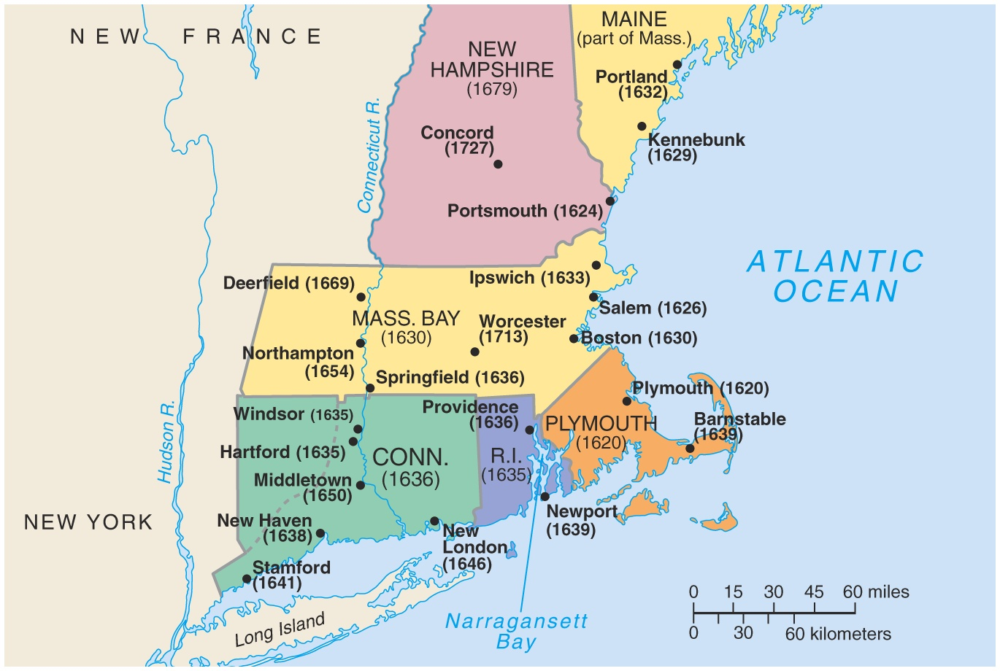 NEW FRANCE
MAINE
(part of Mass.)
NEW
HAMPSHIRE
(1679)
Portland
(1632)
Connecticut R.
Concord
(1727)
Kennebunk
(1629)
Portsmouth (1624)
ATLANTIC
OCEAN
Deerfield (1669)
Ipswich (1633)
Salem (1626)
MASS. BAY
(1630)
Worcester
(1713)
Boston (1630)
Northampton
(1654)
Springfield (1636)
Plymouth (1620)
Hudson R.
Windsor (1635)
Providence
(1636)
PLYMOUTH
(1620)
Barnstable
(1639)
Hartford (1635)
CONN.
(1636)
R.I.
(1635)
Middletown
(1650)
NEW YORK
New Haven
(1638)
Newport
(1639)
New
London
(1646)
Stamford
(1641)
Long Island
Narragansett
Bay
0 15 30 45 60 miles
0 30 60 kilometers